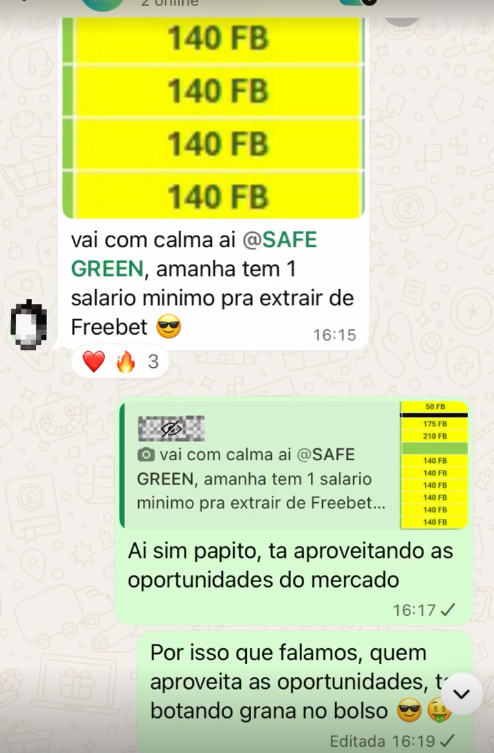 2 online
140 FB
140 FB
140 FB
140 FB
vai com calma ai @SAFE
GREEN, amanha tem 1
salario minimo pra extrair de
Freebet 😎
16:15
❤️ 🔥 3
50 FB
175 FB
210 FB
140 FB
140 FB
140 FB
140 FB
140 FB
140 FB
vai com calma ai @SAFE
GREEN, amanha tem 1 salario
minimo pra extrair de Freebet...
Ai sim papito, ta aproveitando as
oportunidades do mercado
16:17
Por isso que falamos, quem
aproveita as oportunidades,
botando grana no bolso 😎🤑
Editada 16:19